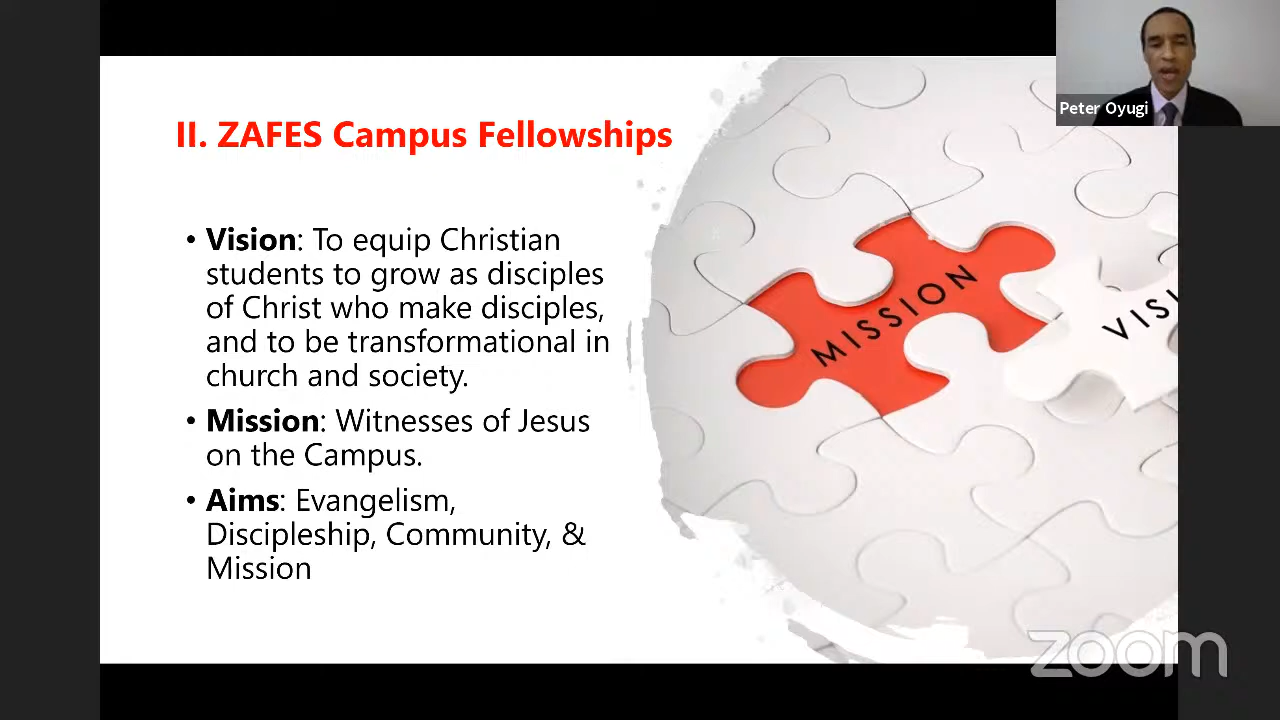 Peter Oyugi
II. ZAFES Campus Fellowships
• Vision: To equip Christian
students to grow as disciples
of Christ who make disciples,
and to be transformational in
church and society.
• Mission: Witnesses of Jesus
on the Campus.
• Aims: Evangelism,
Discipleship, Community, &
Mission
MISSION
VISI
zoom